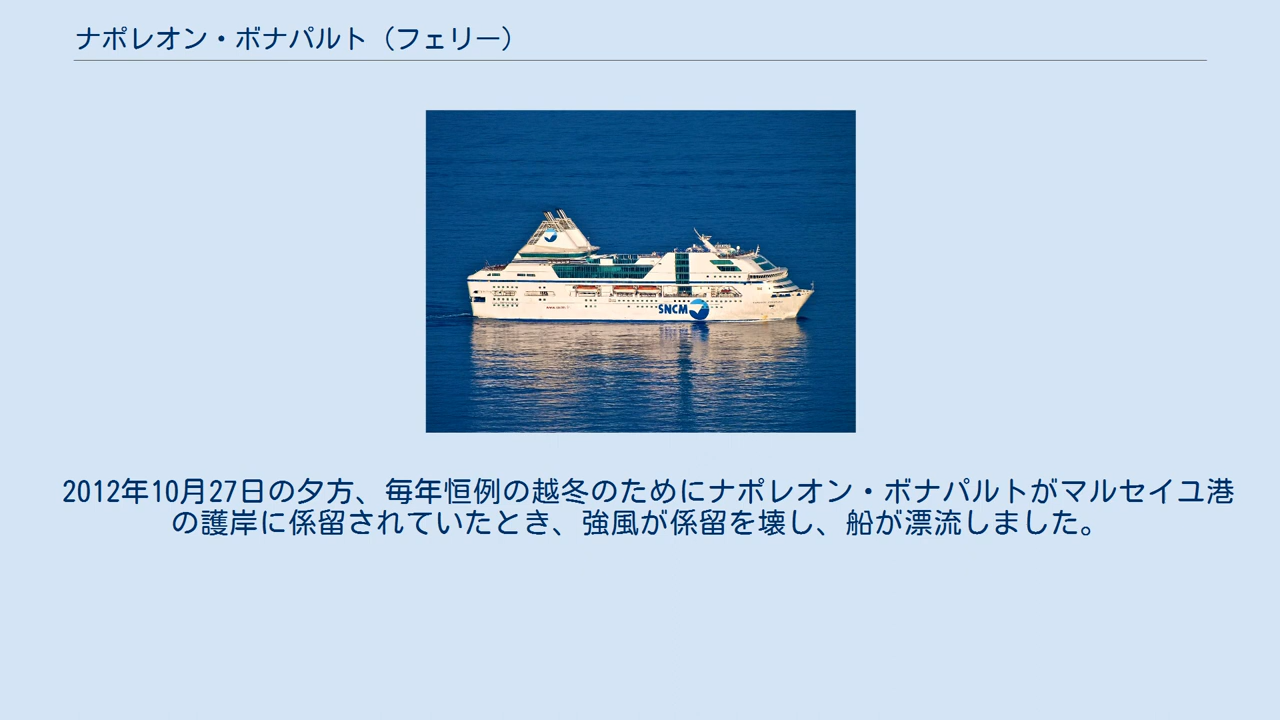 ナポレオン・ボナパルト（フェリー）
SNCM
2012年10月27日の夕方、毎年恒例の越冬のためにナポレオン・ボナパルトがマルセイユ港
の護岸に係留されていたとき、強風が係留を壊し、船が漂流しました。